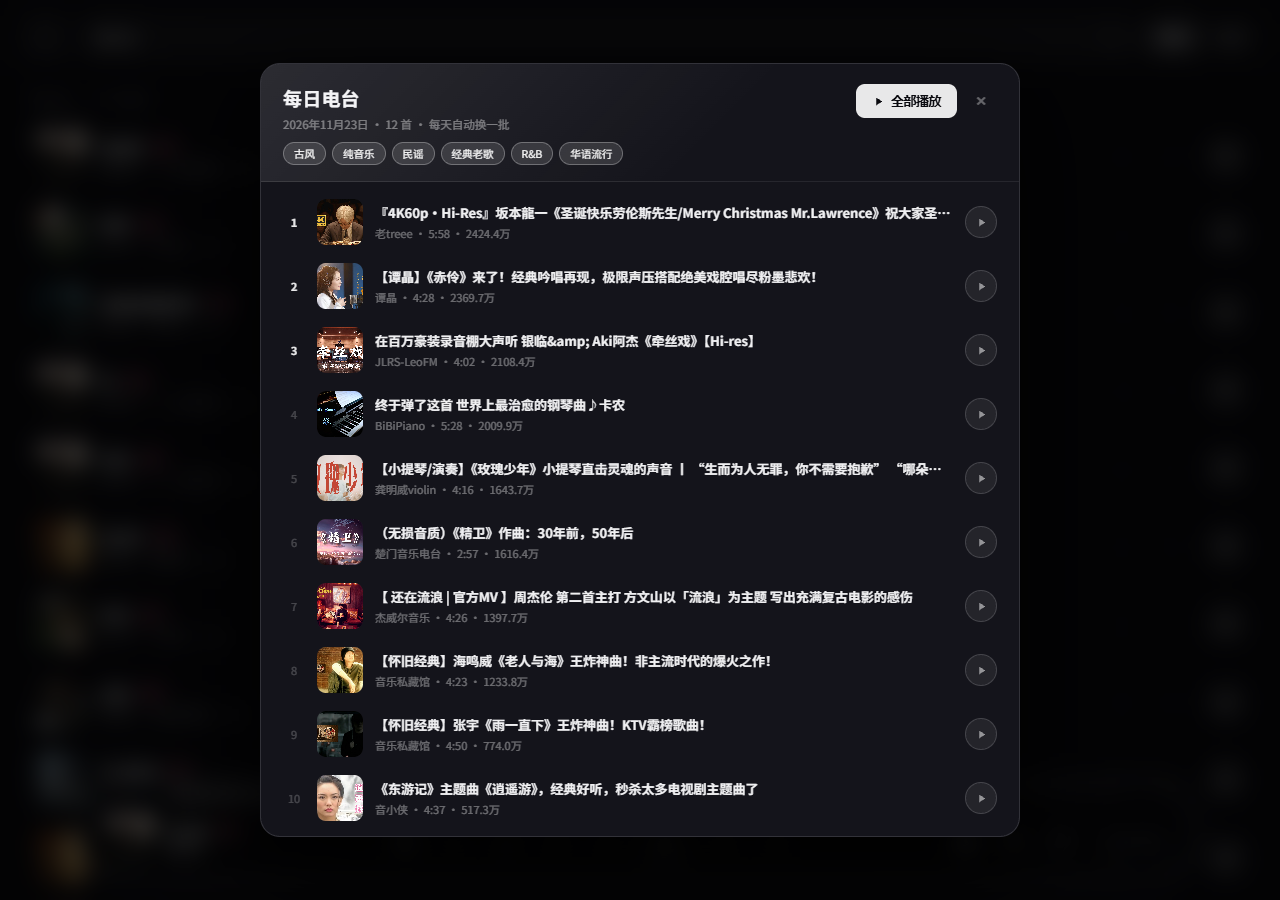 每日电台
全部播放
2026年11月23日 • 12 首 • 每天自动换一批
古风 纯音乐 民谣 经典老歌 R&B 华语流行
1
『4K60p • Hi-Res』坂本龍一《圣诞快乐劳伦斯先生/Merry Christmas Mr.Lawrence》祝大家圣…
老treee • 5:58 • 2424.4万
2
【谭晶】《赤伶》来了！经典吟唱再现，极限声压搭配绝美戏腔唱尽粉墨悲欢！
谭晶 • 4:28 • 2369.7万
3
在百万豪装录音棚大声听 银临&amp; Aki阿杰《牵丝戏》【Hi-res】
JLRS-LeoFM • 4:02 • 2108.4万
4
终于弹了这首 世界上最治愈的钢琴曲♪卡农
BiBiPiano • 5:28 • 2009.9万
5
【小提琴/演奏】《玫瑰少年》小提琴直击灵魂的声音 丨 “生而为人无罪，你不需要抱歉” “哪朵…
龚明威violin • 4:16 • 1643.7万
6
《精卫》
（无损音质）《精卫》作曲：30年前，50年后
楚门音乐电台 • 2:57 • 1616.4万
7
【 还在流浪 | 官方MV 】周杰伦 第二首主打 方文山以「流浪」为主题 写出充满复古电影的感伤
杰威尔音乐 • 4:26 • 1397.7万
8
【怀旧经典】海鸣威《老人与海》王炸神曲！非主流时代的爆火之作！
音乐私藏馆 • 4:23 • 1233.8万
9
【怀旧经典】张宇《雨一直下》王炸神曲！KTV霸榜歌曲！
音乐私藏馆 • 4:50 • 774.0万
10
《东游记》主题曲《逍遥游》，经典好听，秒杀太多电视剧主题曲了
音小侠 • 4:37 • 517.3万